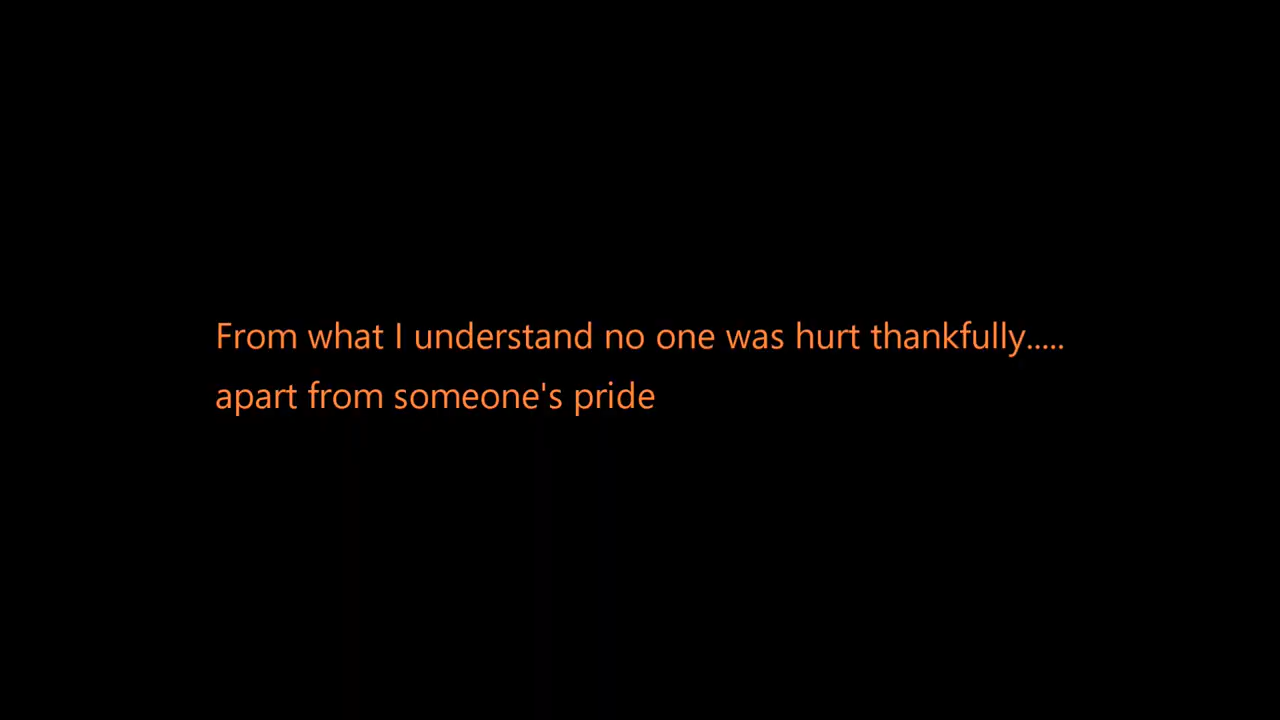 From what I understand no one was hurt thankfully.....
apart from someone's pride